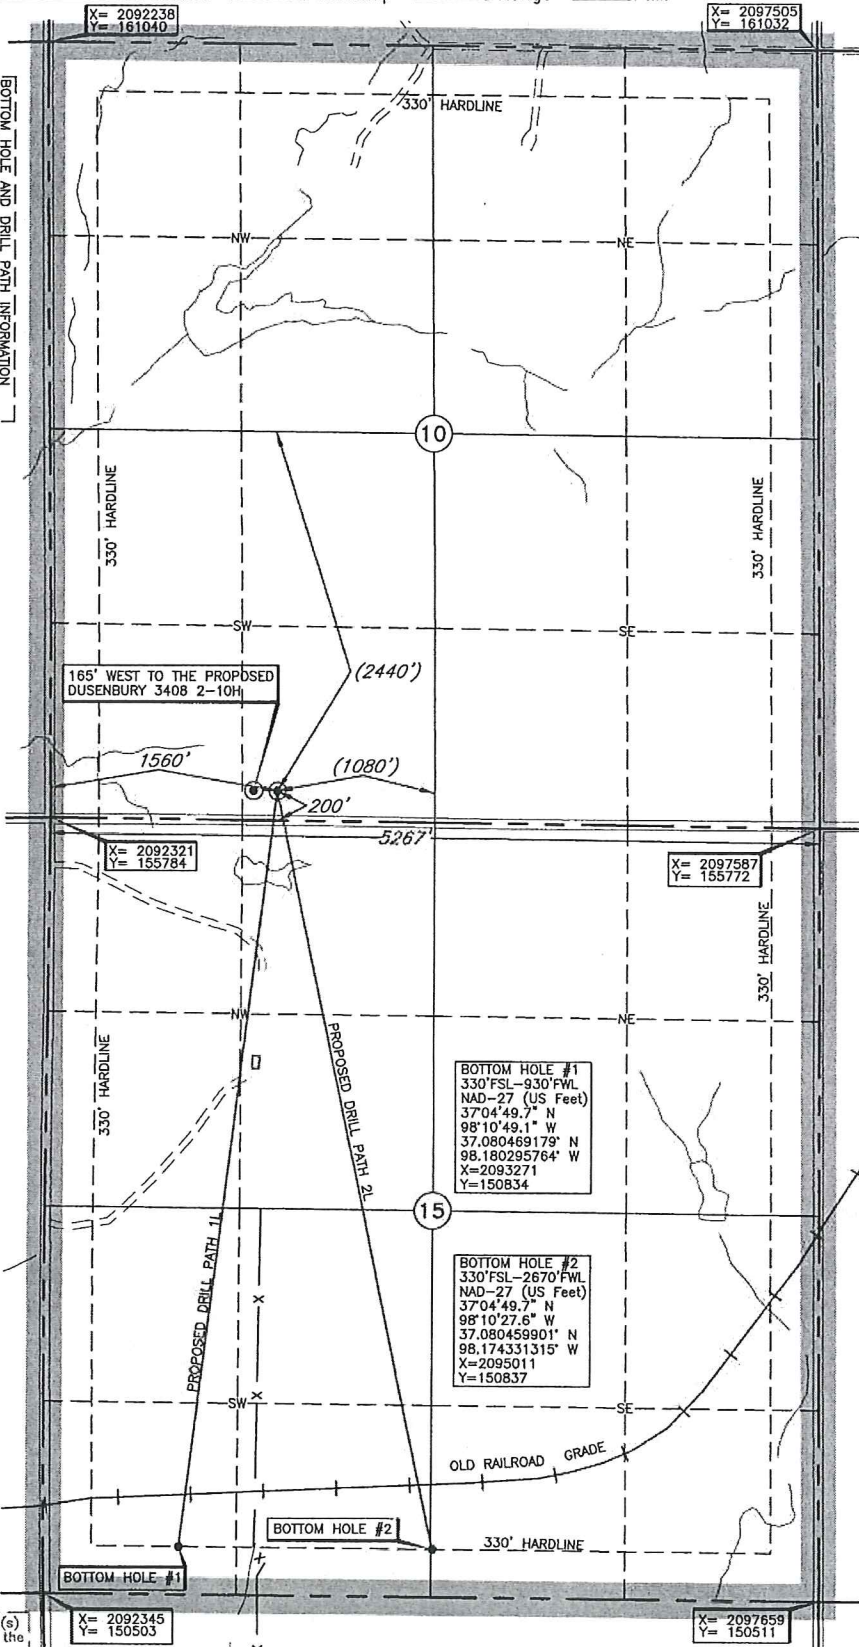 X= 2092238
Y= 161040
X= 2097505
Y= 161032
BOTTOM HOLE AND DRILL PATH INFORMATION
330' HARDLINE
NW
NE
10
330' HARDLINE
330' HARDLINE
SW
SE
165' WEST TO THE PROPOSED
DUSENBURY 3408 2-10H
(2440')
1560'
(1080')
200'
5267'
X= 2092321
Y= 155784
X= 2097587
Y= 155772
330' HARDLINE
NW
NE
330' HARDLINE
PROPOSED DRILL PATH 2L
BOTTOM HOLE #1
330'FSL-930'FWL
NAD-27 (US Feet)
37°04'49.7" N
98°10'49.1" W
37.080469179° N
98.180295764° W
X=2093271
Y=150834
15
PROPOSED DRILL PATH 1L
BOTTOM HOLE #2
330'FSL-2670'FWL
NAD-27 (US Feet)
37°04'49.7" N
98°10'27.6" W
37.080459901° N
98.174331315° W
X=2095011
Y=150837
SW
SE
OLD RAILROAD GRADE
BOTTOM HOLE #2
330' HARDLINE
BOTTOM HOLE #1
X= 2092345
Y= 150503
X= 2097659
Y= 150511
(s)
the